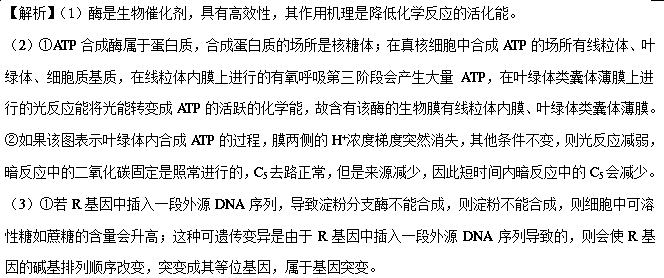 【解析】（1）酶是生物催化剂，具有高效性，其作用机理是降低化学反应的活化能。
（2）①ATP 合成酶属于蛋白质，合成蛋白质的场所是核糖体；在真核细胞中合成 ATP 的场所有线粒体、叶
绿体、细胞质基质，在线粒体内膜上进行的有氧呼吸第三阶段会产生大量 ATP，在叶绿体类囊体薄膜上进
行的光反应能将光能转变成 ATP 的活跃的化学能，故含有该酶的生物膜有线粒体内膜、叶绿体类囊体薄膜。
②如果该图表示叶绿体内合成 ATP 的过程，膜两侧的 H⁺浓度梯度突然消失，其他条件不变，则光反应减弱，
暗反应中的二氧化碳固定是照常进行的，C₅去路正常，但是来源减少，因此短时间内暗反应中的 C₅会减少。
（3）①若 R 基因中插入一段外源 DNA 序列，导致淀粉分支酶不能合成，则淀粉不能合成，则细胞中可溶
性糖如蔗糖的含量会升高；这种可遗传变异是由于 R 基因中插入一段外源 DNA 序列导致的，则会使 R 基
因的碱基排列顺序改变，突变成其等位基因，属于基因突变。